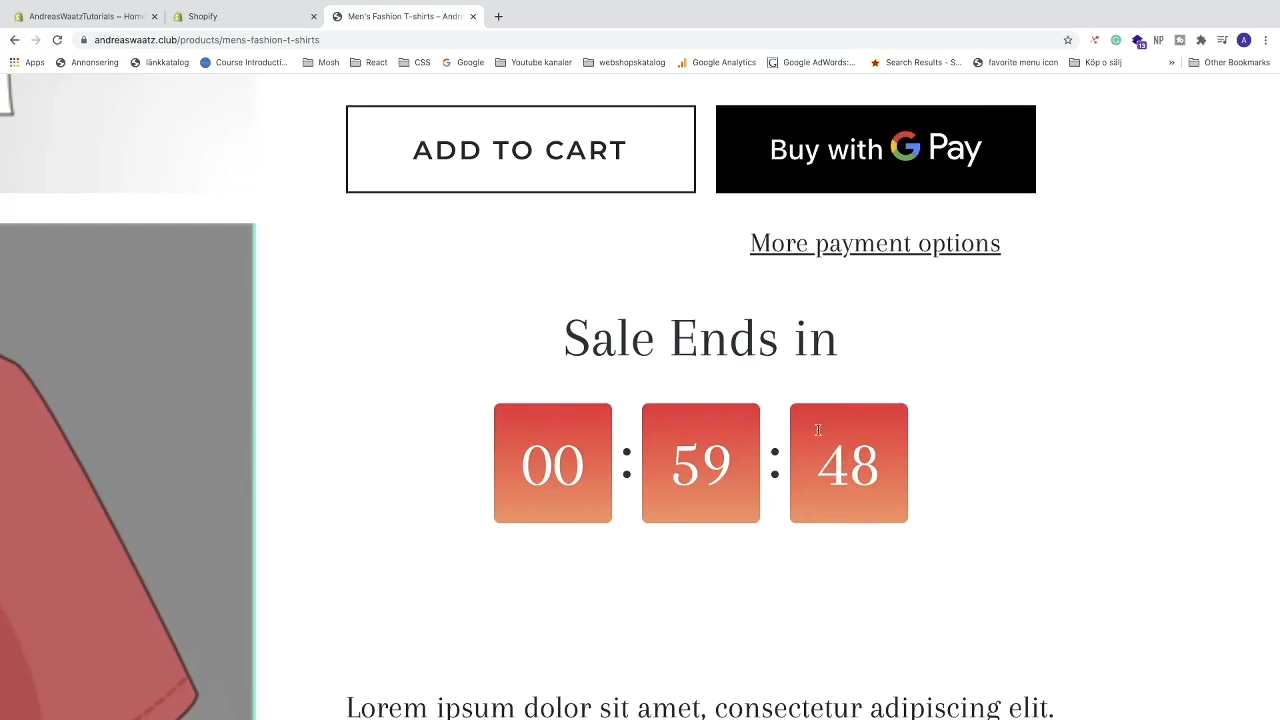 AndreasWaatzTutorials ~ Hom
Shopify
Men's Fashion T-shirts – Andre
andreaswaatz.club/products/mens-fashion-t-shirts
13
NP
A
Apps
Annonsering
länkkatalog
Course Introducti...
Mosh
React
CSS
Google
Youtube kanaler
webshopskatalog
Google Analytics
Google AdWords:...
Search Results - S...
favorite menu icon
Köp o sälj
»
Other Bookmarks
ADD TO CART
Buy with G Pay
More payment options
Sale Ends in
00 : 59 : 48
Lorem ipsum dolor sit amet, consectetur adipiscing elit.